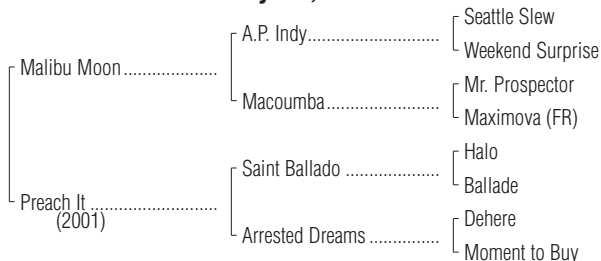 Seattle Slew
A.P. Indy
Weekend Surprise
Malibu Moon
Mr. Prospector
Macoumba
Maximova (FR)
Halo
Saint Ballado
Ballade
Preach It
(2001)
Dehere
Arrested Dreams
Moment to Buy